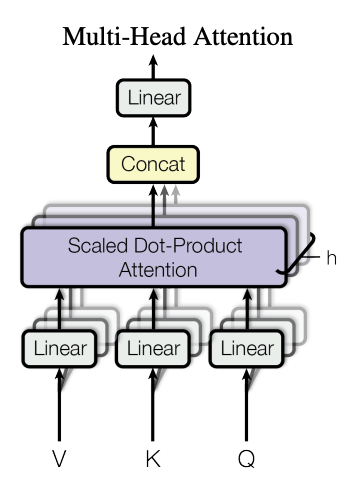 Multi-Head Attention
Linear
Concat
Scaled Dot-Product
Attention
h
Linear
Linear
Linear
V
K
Q